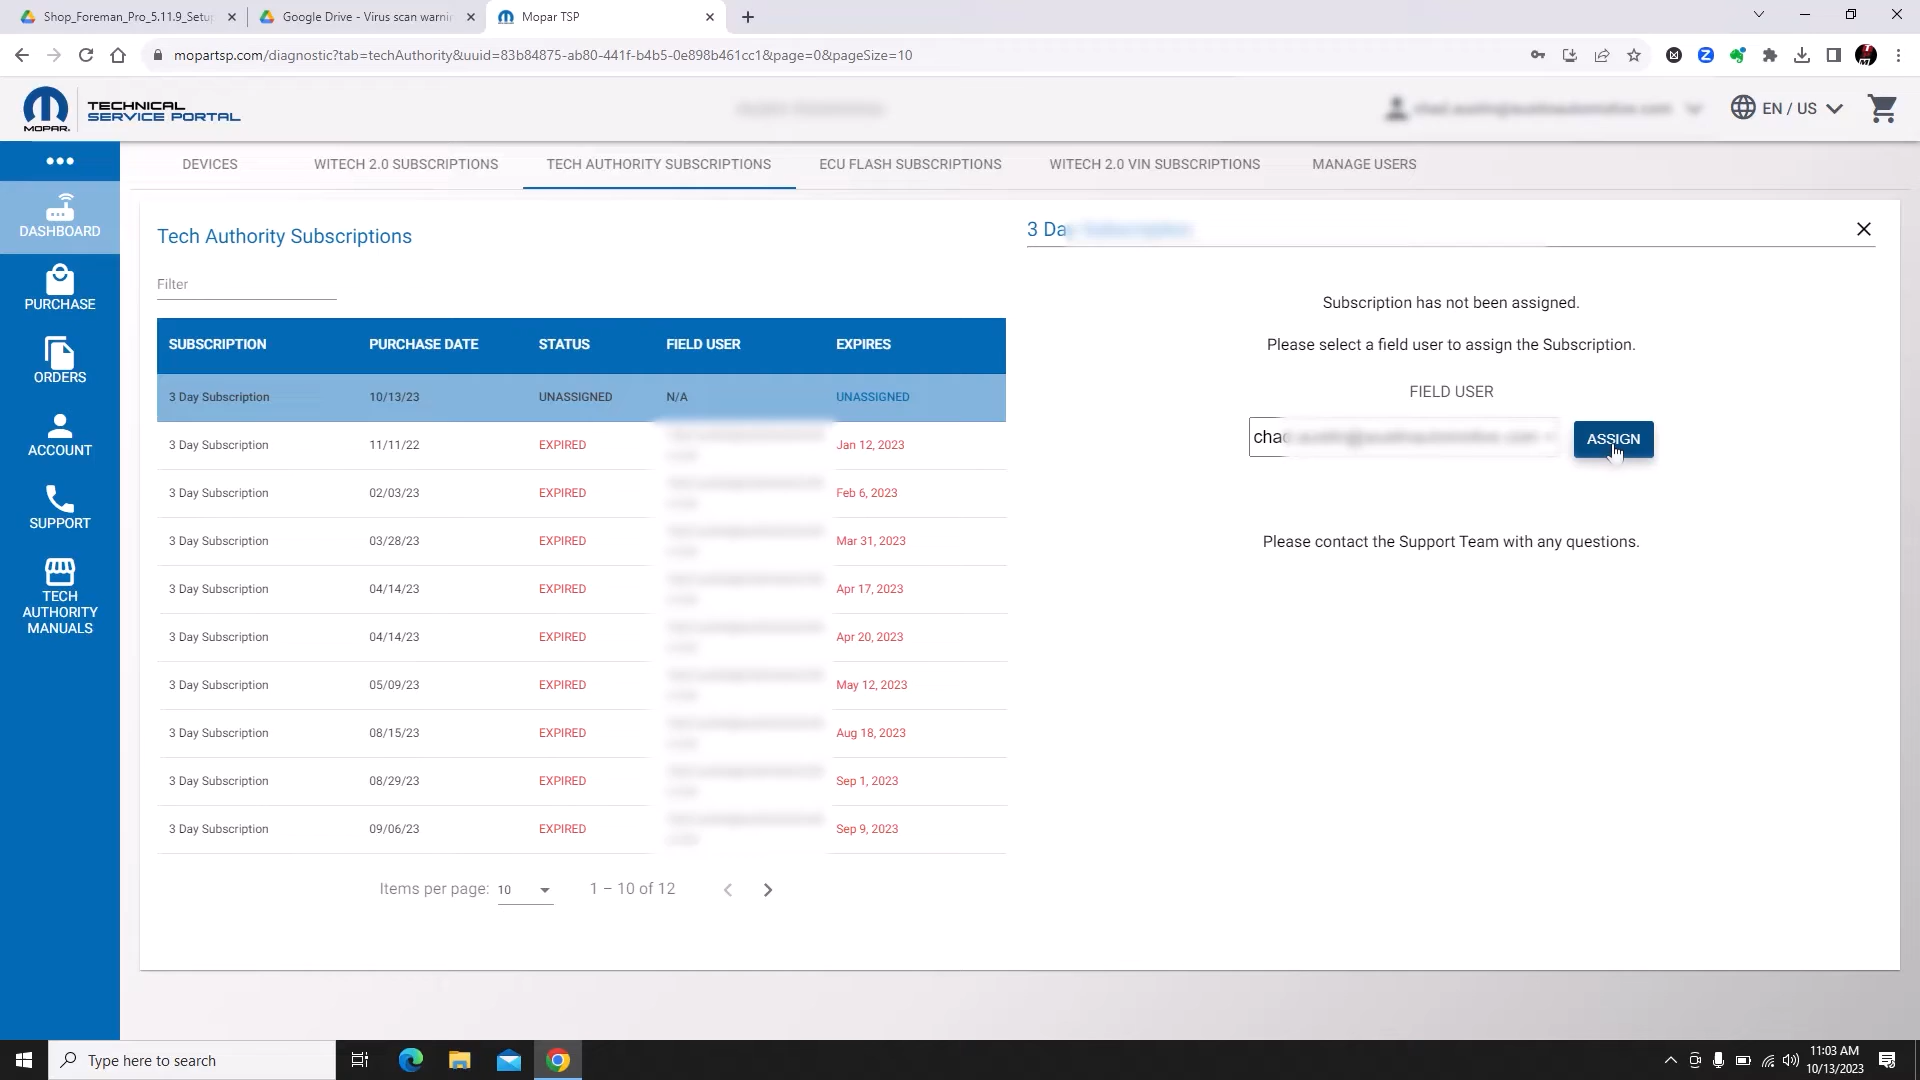 Shop_Foreman_Pro_5.11.9_Setu
Google Drive - Virus scan warni
Mopar TSP
mopartsp.com/diagnostic?tab=techAuthority&uuid=83b84875-ab80-441f-b4b5-0e898b461cc1&page=0&pageSize=10
MOPAR
TECHNICAL
SERVICE PORTAL
EN / US
DEVICES
WITECH 2.0 SUBSCRIPTIONS
TECH AUTHORITY SUBSCRIPTIONS
ECU FLASH SUBSCRIPTIONS
WITECH 2.0 VIN SUBSCRIPTIONS
MANAGE USERS
DASHBOARD
PURCHASE
ORDERS
ACCOUNT
SUPPORT
TECH
AUTHORITY
MANUALS
Tech Authority Subscriptions
Filter
SUBSCRIPTION PURCHASE DATE STATUS FIELD USER EXPIRES
3 Day Subscription 10/13/23 UNASSIGNED N/A UNASSIGNED
3 Day Subscription 11/11/22 EXPIRED Jan 12, 2023
3 Day Subscription 02/03/23 EXPIRED Feb 6, 2023
3 Day Subscription 03/28/23 EXPIRED Mar 31, 2023
3 Day Subscription 04/14/23 EXPIRED Apr 17, 2023
3 Day Subscription 04/14/23 EXPIRED Apr 20, 2023
3 Day Subscription 05/09/23 EXPIRED May 12, 2023
3 Day Subscription 08/15/23 EXPIRED Aug 18, 2023
3 Day Subscription 08/29/23 EXPIRED Sep 1, 2023
3 Day Subscription 09/06/23 EXPIRED Sep 9, 2023
Items per page: 10 1 – 10 of 12
3 Day
Subscription has not been assigned.
Please select a field user to assign the Subscription.
FIELD USER
ASSIGN
Please contact the Support Team with any questions.
Type here to search
11:03 AM
10/13/2023